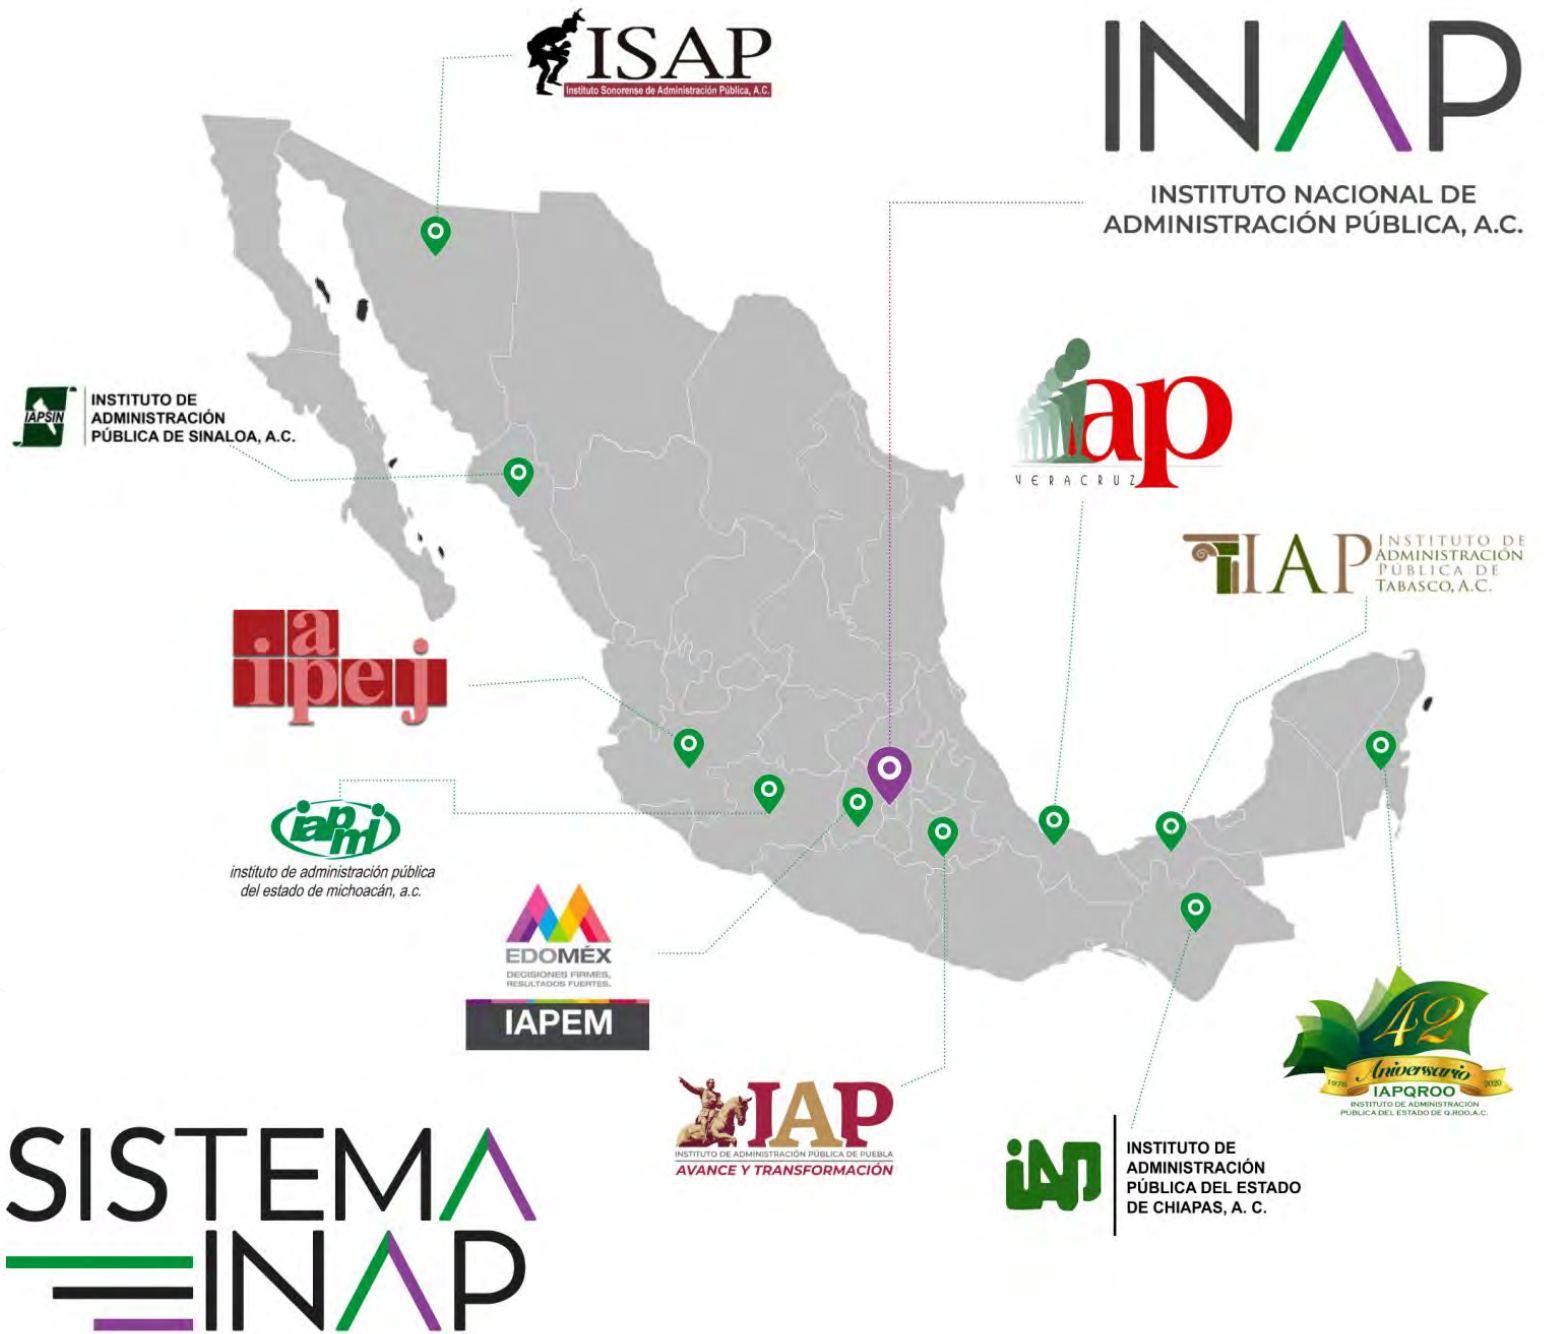 ISAP
Instituto Sonorense de Administración Pública, A.C.
INAP
INSTITUTO NACIONAL DE
ADMINISTRACIÓN PÚBLICA, A.C.
IAPSIN
INSTITUTO DE
ADMINISTRACIÓN
PÚBLICA DE SINALOA, A.C.
iap
VERACRUZ
IAP
INSTITUTO DE
ADMINISTRACIÓN
PÚBLICA DE
TABASCO, A.C.
a
ipej
iapmi
instituto de administración pública
del estado de michoacán, a.c.
EDOMÉX
DECISIONES FIRMES,
RESULTADOS FUERTES.
IAPEM
IAP
INSTITUTO DE ADMINISTRACIÓN PÚBLICA DE PUEBLA
AVANCE Y TRANSFORMACIÓN
42
Aniversario
1978 2020
IAPQROO
INSTITUTO DE ADMINISTRACIÓN
PÚBLICA DEL ESTADO DE Q.ROO,A.C.
iAP
INSTITUTO DE
ADMINISTRACIÓN
PÚBLICA DEL ESTADO
DE CHIAPAS, A. C.
SISTEMA
INAP